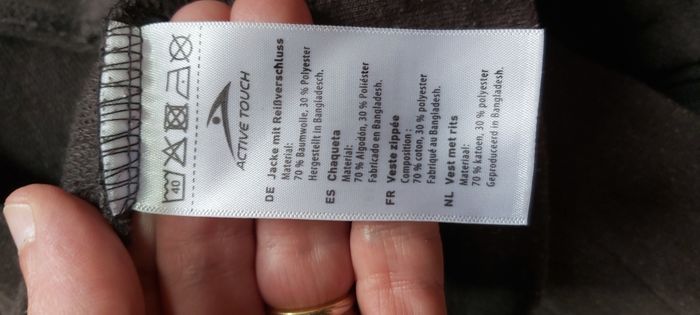 40
ACTIVE TOUCH
DE Jacke mit Reißverschluss
Material:
70 % Baumwolle, 30 % Polyester
Hergestellt in Bangladesch.
ES Chaqueta
Material:
70 % Algodón, 30 % Poliéster
Fabricado en Bangladesh.
FR Veste zippée
Composition :
70 % coton, 30 % polyester
Fabriqué au Bangladesh.
NL Vest met rits
Materiaal:
70 % katoen, 30 % polyester
Geproduceerd in Bangladesh.